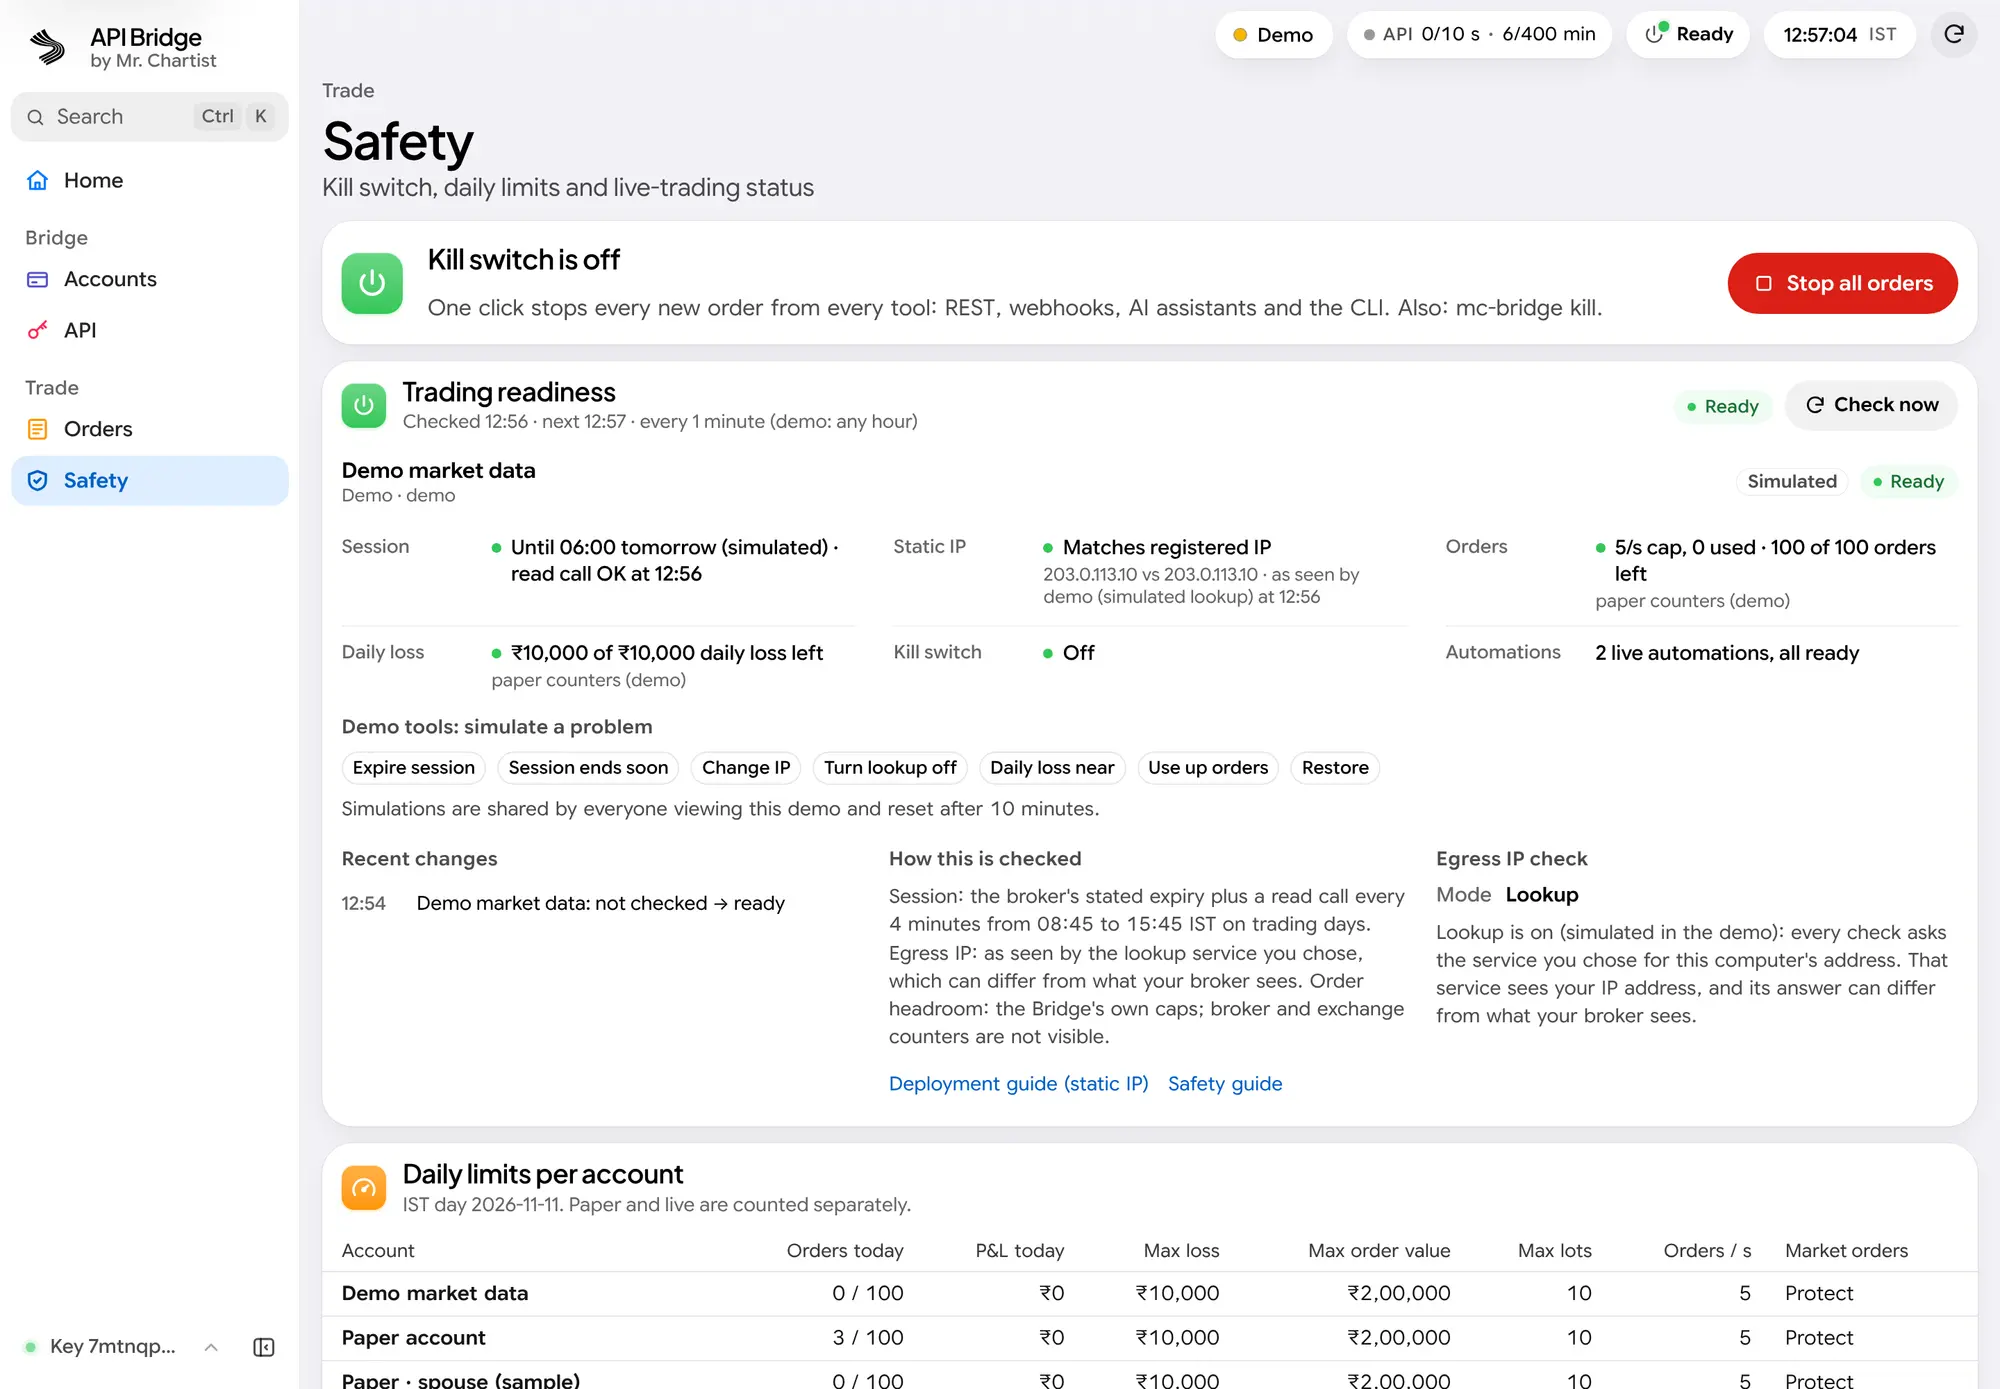 API Bridge
by Mr. Chartist
Search Ctrl K
Home
Bridge
Accounts
API
Trade
Orders
Safety
Key 7mtnqp...
Demo
API 0/10 s · 6/400 min
Ready
12:57:04 IST
Trade
Safety
Kill switch, daily limits and live-trading status
Kill switch is off
One click stops every new order from every tool: REST, webhooks, AI assistants and the CLI. Also: mc-bridge kill.
Stop all orders
Trading readiness
Checked 12:56 · next 12:57 · every 1 minute (demo: any hour)
Ready
Check now
Demo market data
Demo · demo
Simulated
Ready
Session
Until 06:00 tomorrow (simulated) ·
read call OK at 12:56
Static IP
Matches registered IP
203.0.113.10 vs 203.0.113.10 · as seen by
demo (simulated lookup) at 12:56
Orders
5/s cap, 0 used · 100 of 100 orders
left
paper counters (demo)
Daily loss
₹10,000 of ₹10,000 daily loss left
paper counters (demo)
Kill switch
Off
Automations
2 live automations, all ready
Demo tools: simulate a problem
Expire session Session ends soon Change IP Turn lookup off Daily loss near Use up orders Restore
Simulations are shared by everyone viewing this demo and reset after 10 minutes.
Recent changes
12:54 Demo market data: not checked → ready
How this is checked
Session: the broker's stated expiry plus a read call every
4 minutes from 08:45 to 15:45 IST on trading days.
Egress IP: as seen by the lookup service you chose,
which can differ from what your broker sees. Order
headroom: the Bridge's own caps; broker and exchange
counters are not visible.
Deployment guide (static IP) Safety guide
Egress IP check
Mode Lookup
Lookup is on (simulated in the demo): every check asks
the service you chose for this computer's address. That
service sees your IP address, and its answer can differ
from what your broker sees.
Daily limits per account
IST day 2026-11-11. Paper and live are counted separately.
Account Orders today P&L today Max loss Max order value Max lots Orders / s Market orders
Demo market data 0 / 100 ₹0 ₹10,000 ₹2,00,000 10 5 Protect
Paper account 3 / 100 ₹0 ₹10,000 ₹2,00,000 10 5 Protect
Paper · spouse (sample) 0 / 100 ₹0 ₹10,000 ₹2,00,000 10 5 Protect